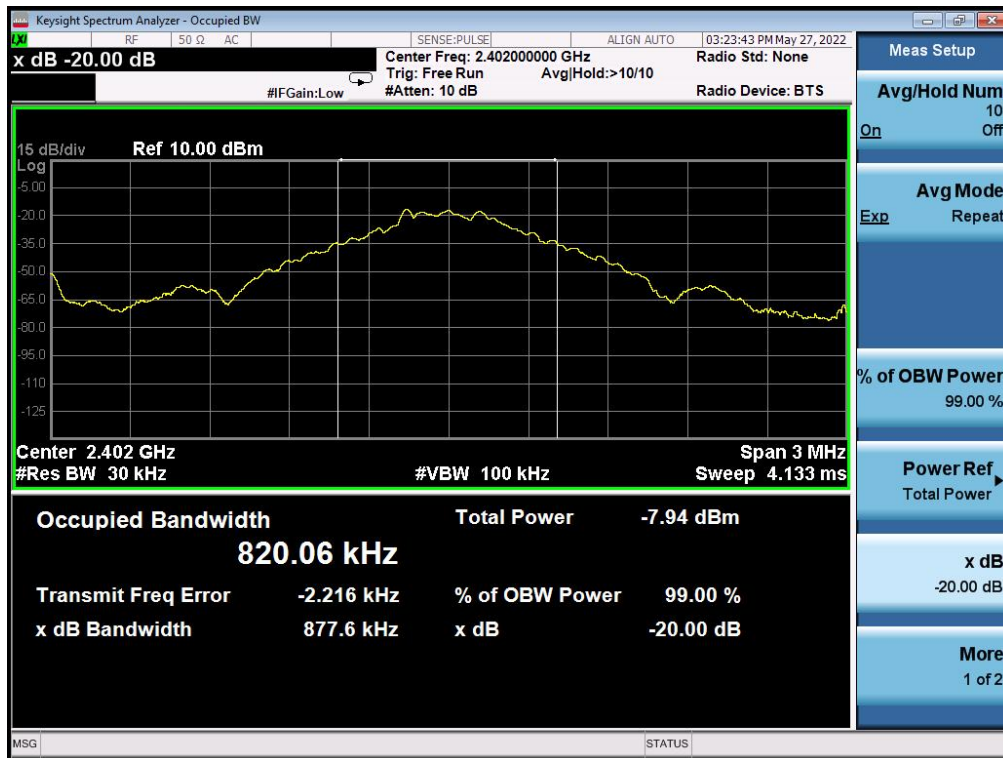 Keysight Spectrum Analyzer - Occupied BW
LXI
RF 50 Ω AC SENSE:PULSE ALIGN AUTO 03:23:43 PM May 27, 2022
x dB -20.00 dB
Center Freq: 2.402000000 GHz Radio Std: None
Trig: Free Run Avg|Hold:>10/10
#IFGain:Low #Atten: 10 dB Radio Device: BTS
15 dB/div Ref 10.00 dBm
Log
-5.00
-20.0
-35.0
-50.0
-65.0
-80.0
-95.0
-110
-125
Center 2.402 GHz Span 3 MHz
#Res BW 30 kHz #VBW 100 kHz Sweep 4.133 ms
Occupied Bandwidth Total Power -7.94 dBm
820.06 kHz
Transmit Freq Error -2.216 kHz % of OBW Power 99.00 %
x dB Bandwidth 877.6 kHz x dB -20.00 dB
MSG STATUS
Meas Setup
Avg/Hold Num
10
On Off
Avg Mode
Exp Repeat
% of OBW Power
99.00 %
Power Ref
Total Power
x dB
-20.00 dB
More
1 of 2